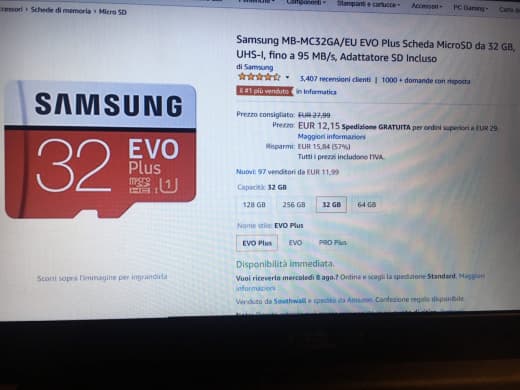 ccessori › Schede di memoria › Micro SD
Componenti
Stampanti e cartucce
Accessori
PC Gaming
Samsung MB-MC32GA/EU EVO Plus Scheda MicroSD da 32 GB,
UHS-I, fino a 95 MB/s, Adattatore SD Incluso
di Samsung
3,407 recensioni clienti | 1000+ domande con risposta
Il #1 più venduto in Informatica
SAMSUNG
32 EVO
Plus
micro
Prezzo consigliato: EUR 27,99
Prezzo: EUR 12,15 Spedizione GRATUITA per ordini superiori a EUR 29.
Maggiori informazioni
Risparmi: EUR 15,84 (57%)
Tutti i prezzi includono l'IVA.
Nuovi: 97 venditori da EUR 11,99
Capacità: 32 GB
128 GB 256 GB 32 GB 64 GB
Nome stile: EVO Plus
EVO Plus EVO PRO Plus
Disponibilità immediata.
Vuoi riceverlo mercoledì 8 ago.? Ordina e scegli la spedizione Standard. Maggiori
informazioni
Venduto da Southwall e spedito da Amazon. Confezione regalo disponibile.
Scorri sopra l'immagine per ingrandirla